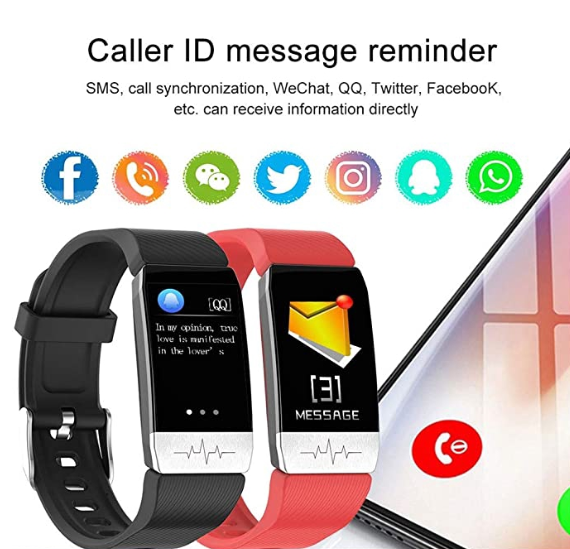 Caller ID message reminder
SMS, call synchronization, WeChat, QQ, Twitter, FacebooK,
etc. can receive information directly
[QQ]
In my opinion, true
love is manifested
in the lover' s
[3]
MESSAGE